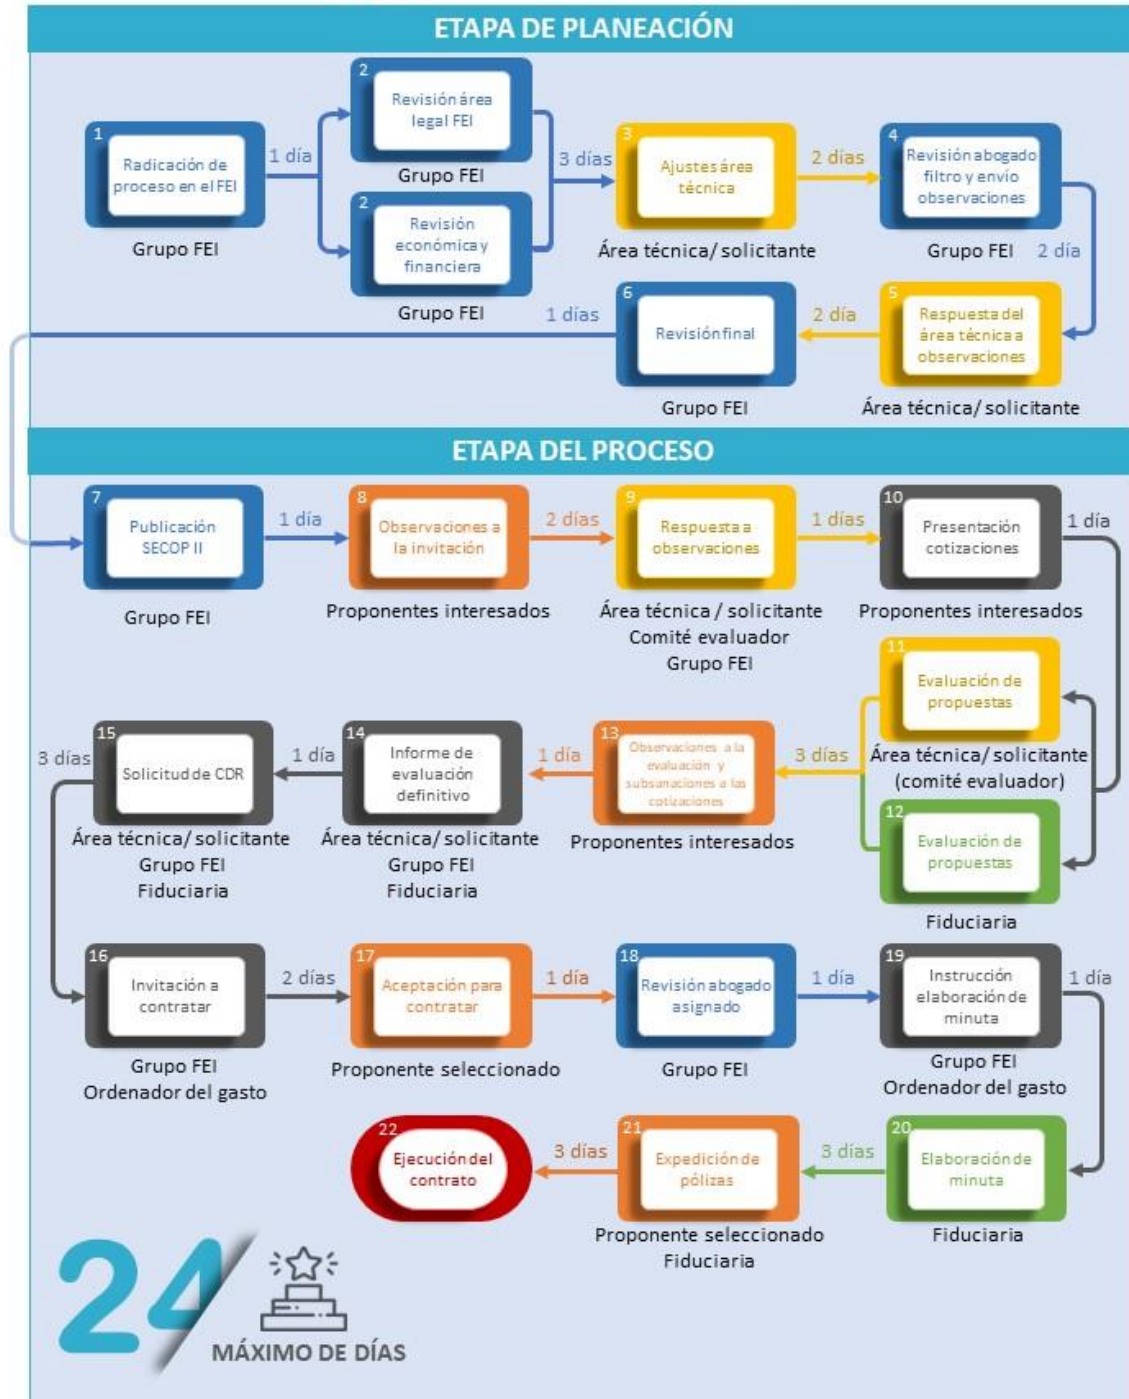 ETAPA DE PLANEACIÓN
1
Radicación de
proceso en el FEI
Grupo FEI
1 día
2
Revisión área
legal FEI
Grupo FEI
2
Revisión
económica y
financiera
Grupo FEI
3 días
3
Ajustes área
técnica
Área técnica/ solicitante
2 días
4
Revisión abogado
filtro y envío
observaciones
Grupo FEI
2 día
5
Respuesta del
área técnica a
observaciones
Área técnica/ solicitante
2 día
6
Revisión final
Grupo FEI
1 días
ETAPA DEL PROCESO
7
Publicación
SECOP II
Grupo FEI
1 día
8
Observaciones a
la invitación
Proponentes interesados
2 días
9
Respuesta a
observaciones
Área técnica / solicitante
Comité evaluador
Grupo FEI
1 días
10
Presentación
cotizaciones
Proponentes interesados
1 día
11
Evaluación de
propuestas
Área técnica/ solicitante
(comité evaluador)
12
Evaluación de
propuestas
Fiduciaria
3 días
13
Observaciones a la
evaluación y
subsanaciones a las
cotizaciones
Proponentes interesados
1 día
14
Informe de
evaluación
definitivo
Área técnica/ solicitante
Grupo FEI
Fiduciaria
1 día
15
Solicitud de CDR
Área técnica/ solicitante
Grupo FEI
Fiduciaria
3 días
16
Invitación a
contratar
Grupo FEI
Ordenador del gasto
2 días
17
Aceptación para
contratar
Proponente seleccionado
1 día
18
Revisión abogado
asignado
Grupo FEI
1 día
19
Instrucción
elaboración de
minuta
Grupo FEI
Ordenador del gasto
1 día
20
Elaboración de
minuta
Fiduciaria
3 días
21
Expedición de
pólizas
Proponente seleccionado
Fiduciaria
3 días
22
Ejecución del
contrato
24
MÁXIMO DE DÍAS